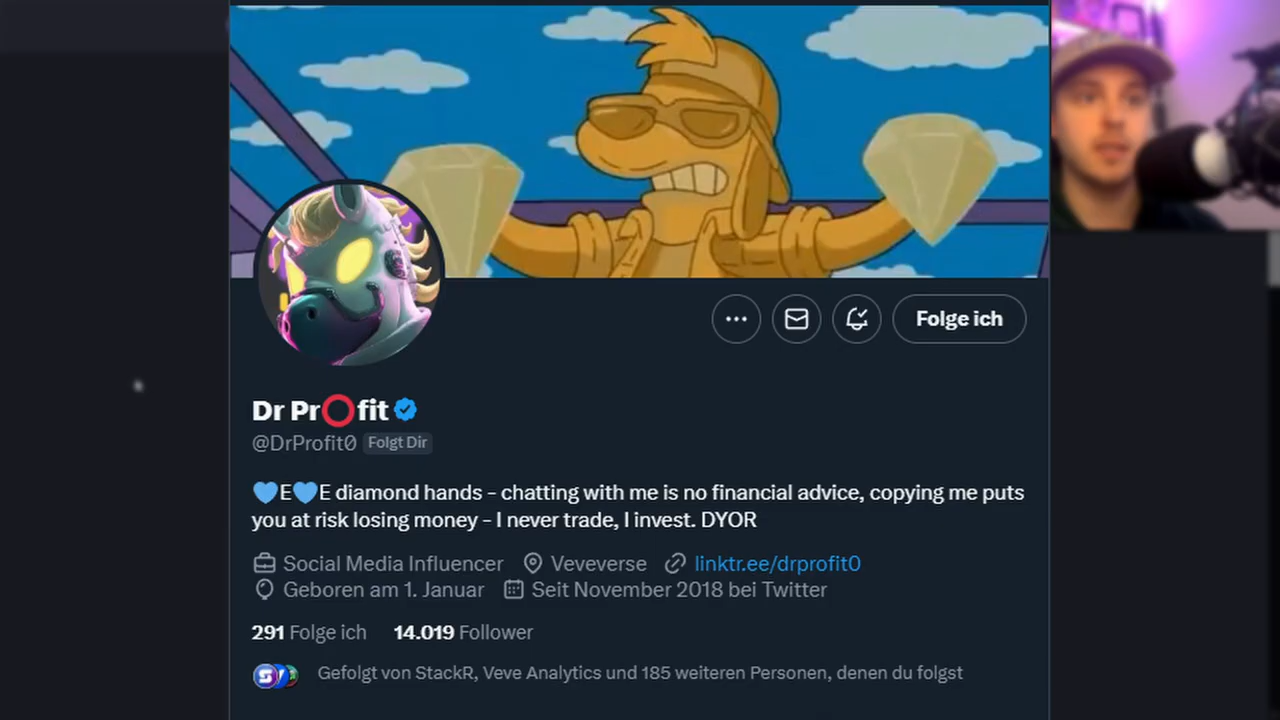 Folge ich
Dr Pr⭕fit
@DrProfit0 Folgt Dir
💙E💙E diamond hands - chatting with me is no financial advice, copying me puts
you at risk losing money - I never trade, I invest. DYOR
Social Media Influencer Veveverse linktr.ee/drprofit0
Geboren am 1. Januar Seit November 2018 bei Twitter
291 Folge ich 14.019 Follower
Gefolgt von StackR, Veve Analytics und 185 weiteren Personen, denen du folgst